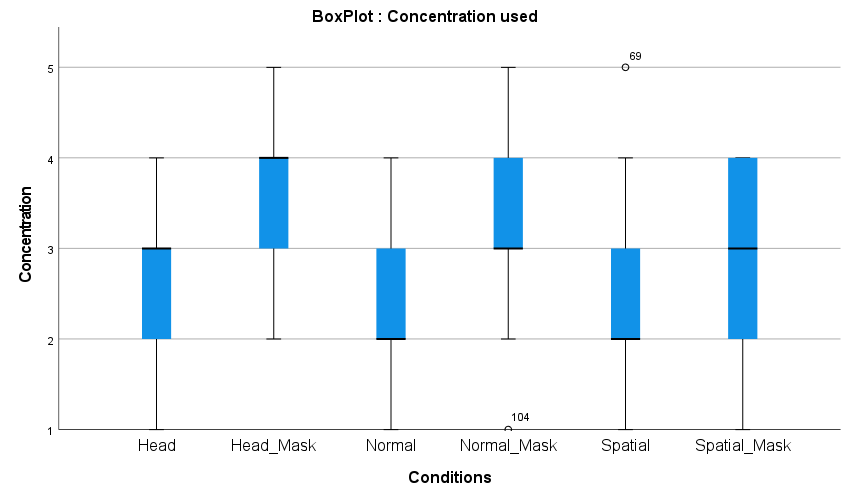 BoxPlot : Concentration used
69
5
4
3
2
1
104
Concentration
Head Head_Mask Normal Normal_Mask Spatial Spatial_Mask
Conditions